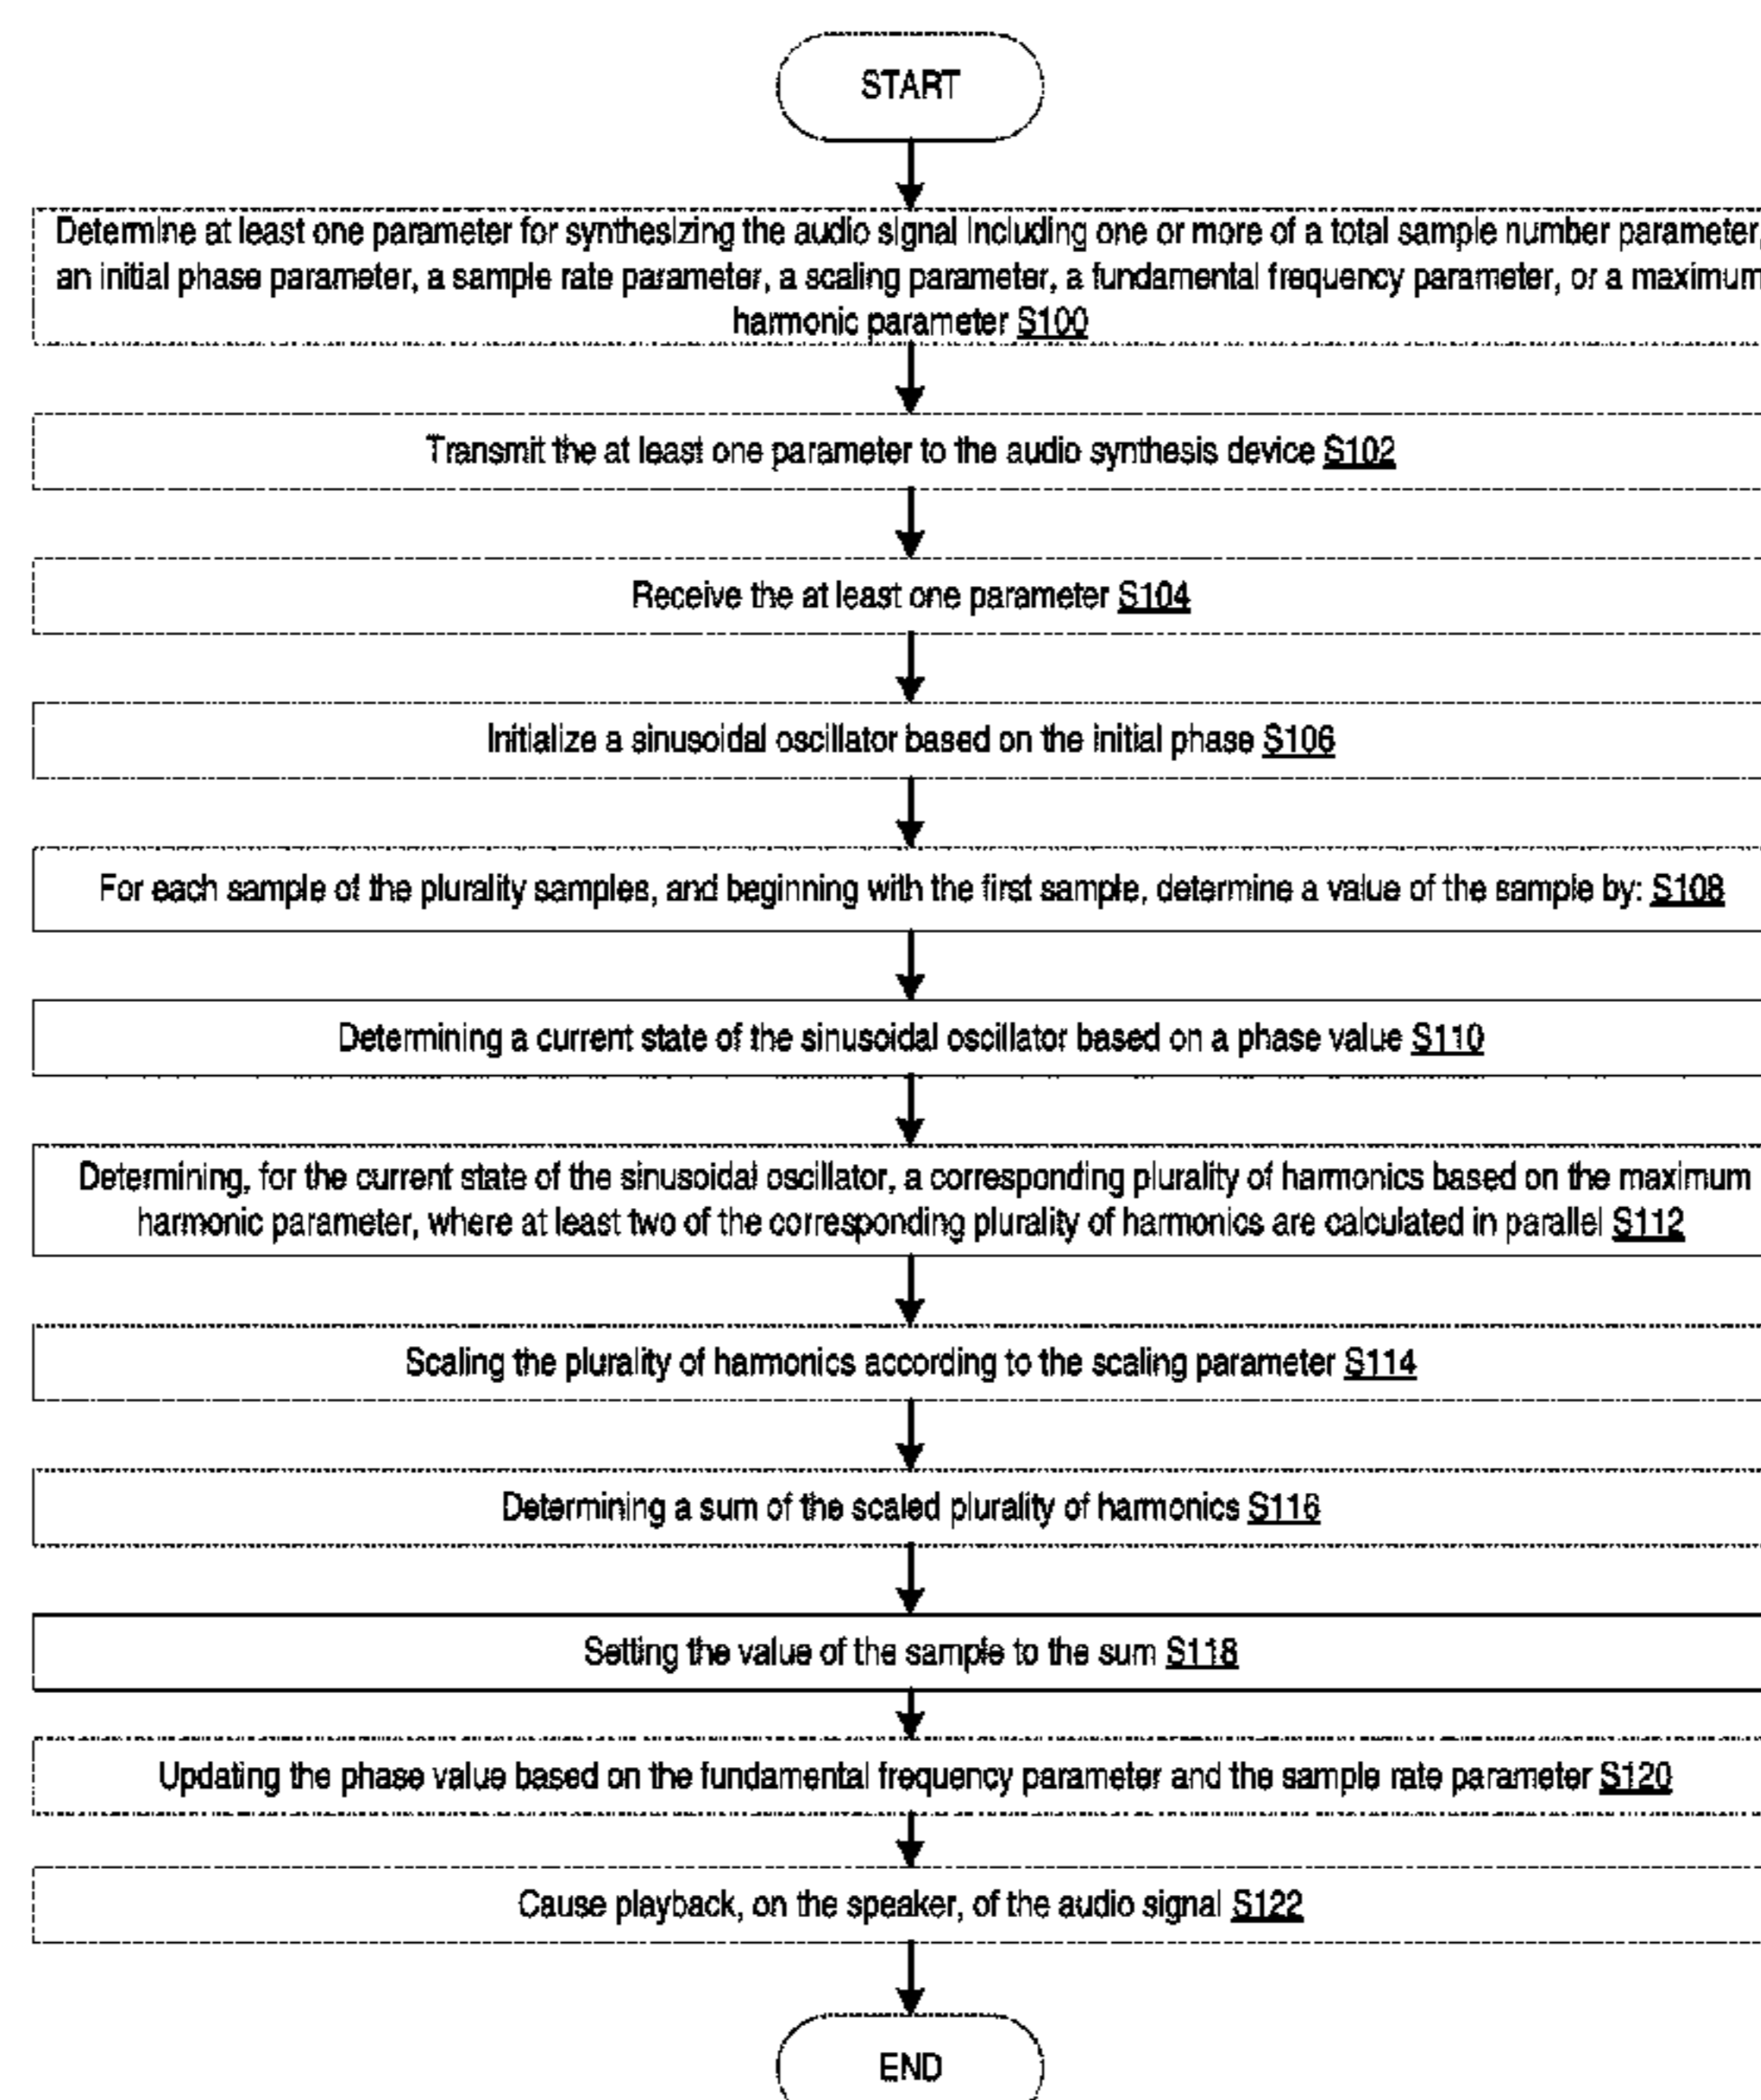 START
Determine at least one parameter for synthesizing the audio signal including one or more of a total sample number parameter,
an initial phase parameter, a sample rate parameter, a scaling parameter, a fundamental frequency parameter, or a maximum
harmonic parameter S100
Transmit the at least one parameter to the audio synthesis device S102
Receive the at least one parameter S104
Initialize a sinusoidal oscillator based on the initial phase S106
For each sample of the plurality samples, and beginning with the first sample, determine a value of the sample by: S108
Determining a current state of the sinusoidal oscillator based on a phase value S110
Determining, for the current state of the sinusoidal oscillator, a corresponding plurality of harmonics based on the maximum
harmonic parameter, where at least two of the corresponding plurality of harmonics are calculated in parallel S112
Scaling the plurality of harmonics according to the scaling parameter S114
Determining a sum of the scaled plurality of harmonics S116
Setting the value of the sample to the sum S118
Updating the phase value based on the fundamental frequency parameter and the sample rate parameter S120
Cause playback, on the speaker, of the audio signal S122
END